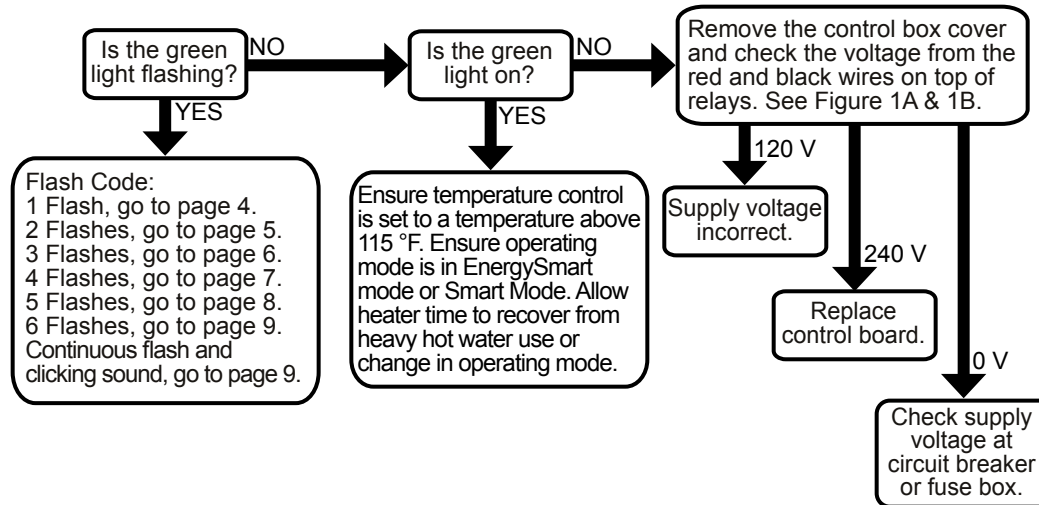 Is the green
light flashing?
NO
YES
Is the green
light on?
NO
YES
Remove the control box cover
and check the voltage from the
red and black wires on top of
relays. See Figure 1A & 1B.
Flash Code:
1 Flash, go to page 4.
2 Flashes, go to page 5.
3 Flashes, go to page 6.
4 Flashes, go to page 7.
5 Flashes, go to page 8.
6 Flashes, go to page 9.
Continuous flash and
clicking sound, go to page 9.
Ensure temperature control
is set to a temperature above
115 °F. Ensure operating
mode is in EnergySmart
mode or Smart Mode. Allow
heater time to recover from
heavy hot water use or
change in operating mode.
120 V
Supply voltage
incorrect.
240 V
Replace
control board.
0 V
Check supply
voltage at
circuit breaker
or fuse box.